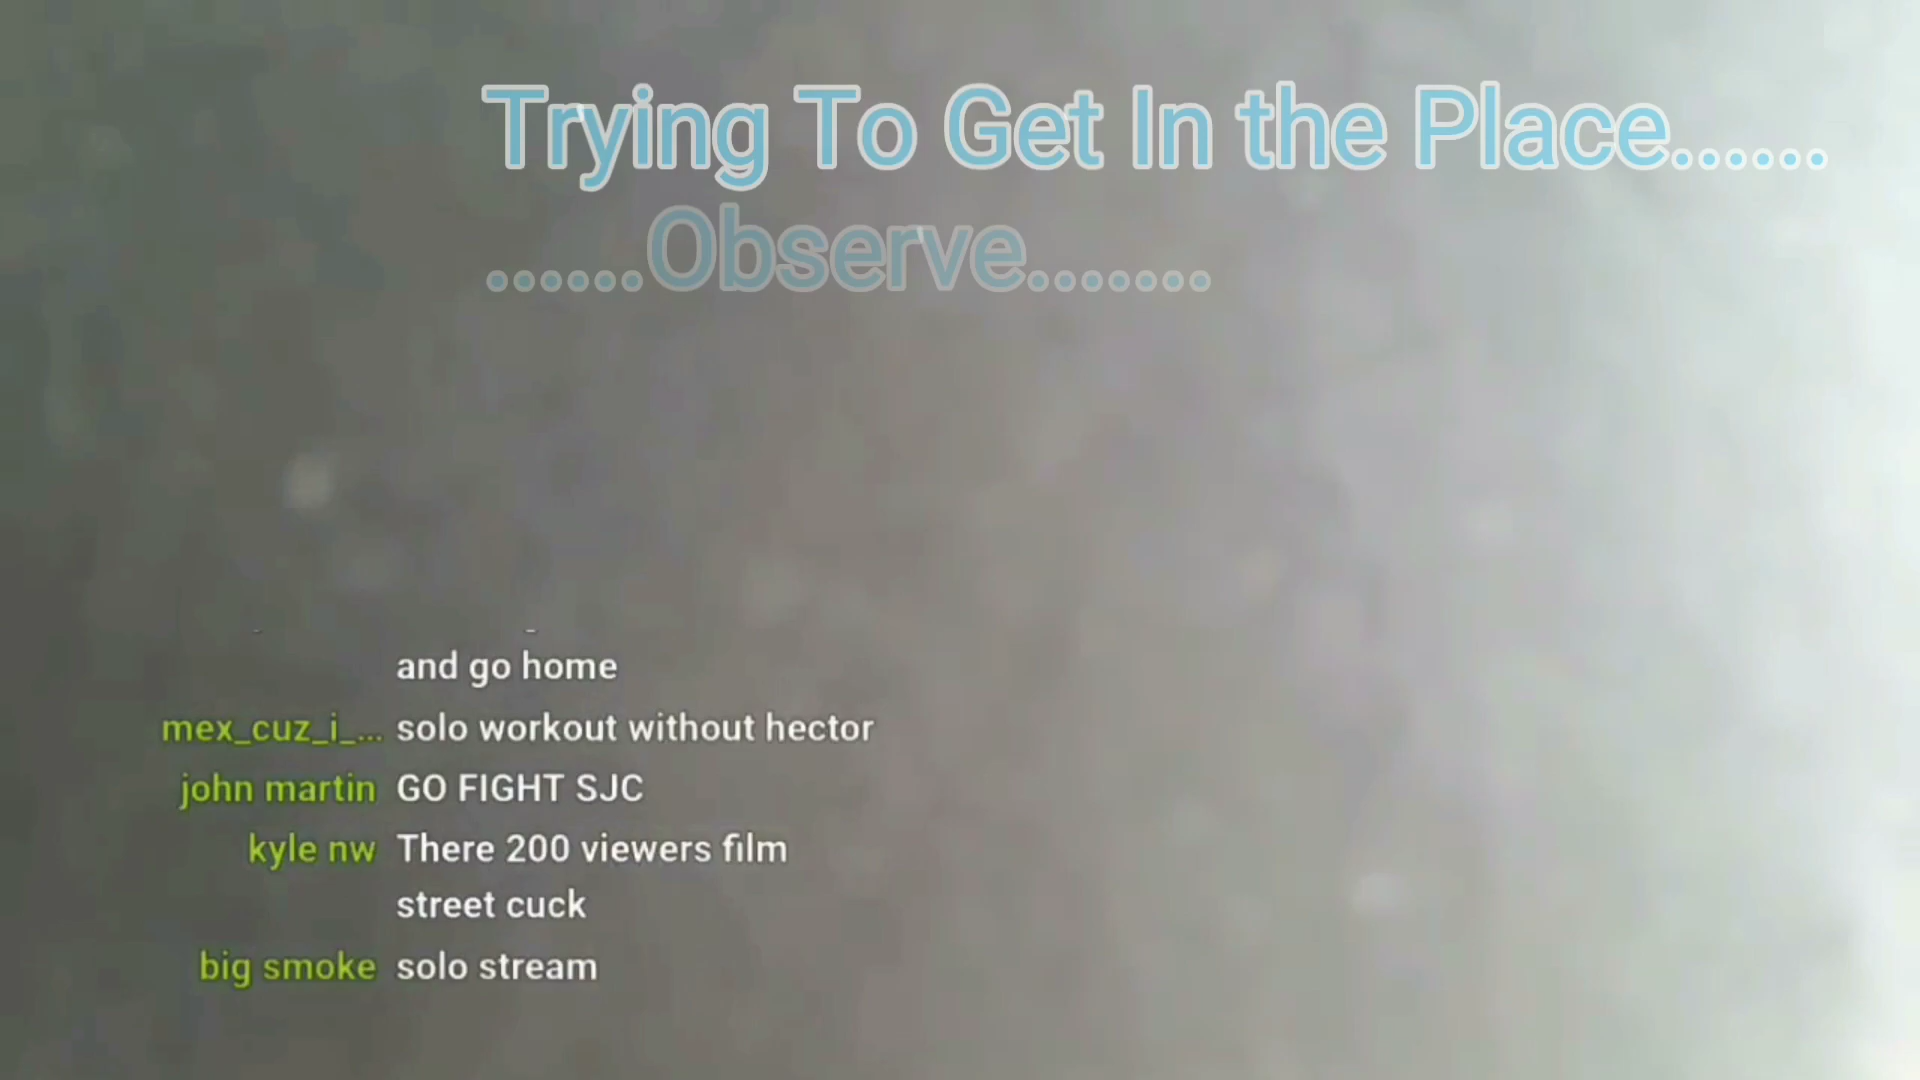 Trying To Get In the Place......
......Observe.......
and go home
mex_cuz_i_... solo workout without hector
john martin GO FIGHT SJC
kyle nw There 200 viewers film
street cuck
big smoke solo stream